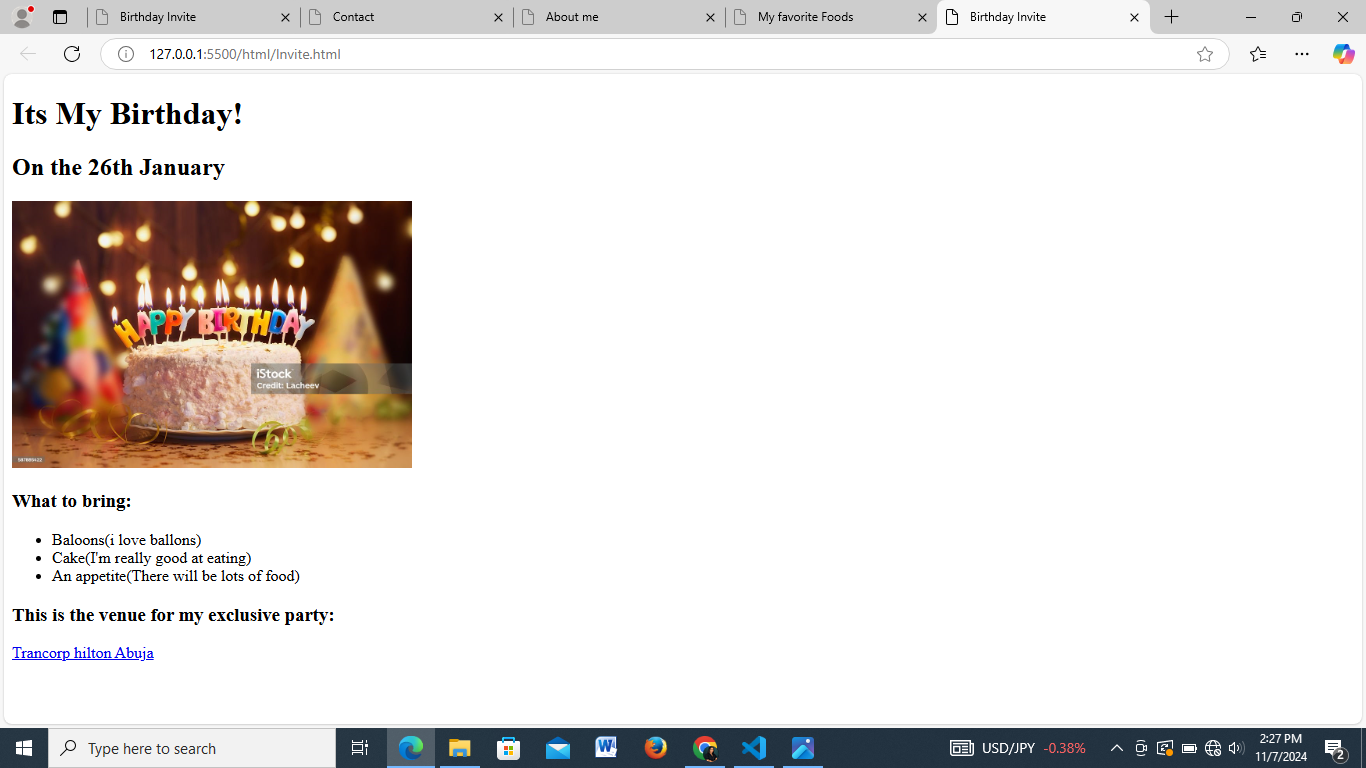 Birthday Invite
Contact
About me
My favorite Foods
Birthday Invite
127.0.0.1:5500/html/Invite.html
Its My Birthday!
On the 26th January
HAPPY BIRTHDAY
iStock
Credit: Lacheev
What to bring:
Baloons(i love ballons)
Cake(I'm really good at eating)
An appetite(There will be lots of food)
This is the venue for my exclusive party:
Trancorp hilton Abuja
Type here to search
USD/JPY -0.38%
2:27 PM
11/7/2024
2